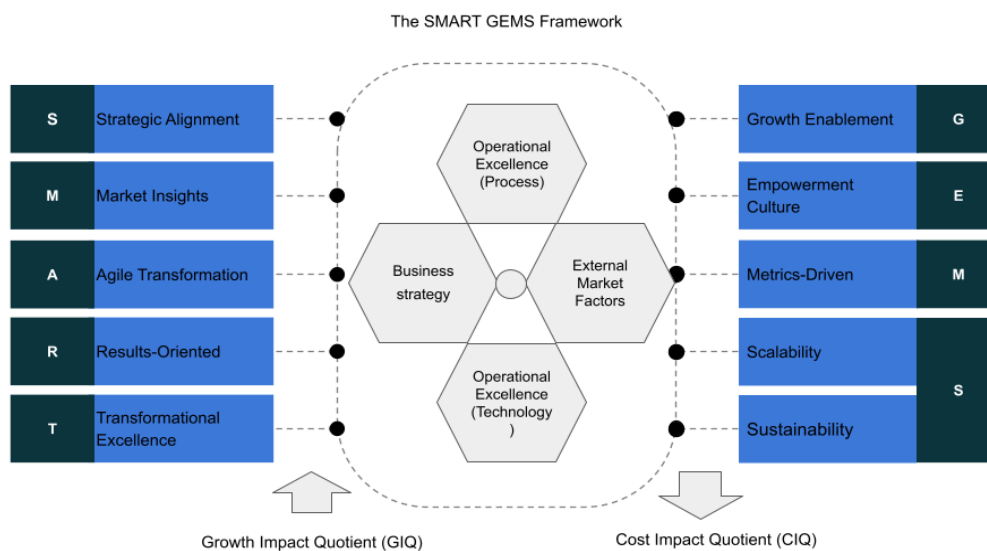 The SMART GEMS Framework
S
Strategic Alignment
M
Market Insights
A
Agile Transformation
R
Results-Oriented
T
Transformational
Excellence
Operational
Excellence
(Process)
Business
strategy
External
Market
Factors
Operational
Excellence
(Technology
)
Growth Enablement
G
Empowerment
Culture
E
Metrics-Driven
M
Scalability
Sustainability
S
Growth Impact Quotient (GIQ)
Cost Impact Quotient (CIQ)